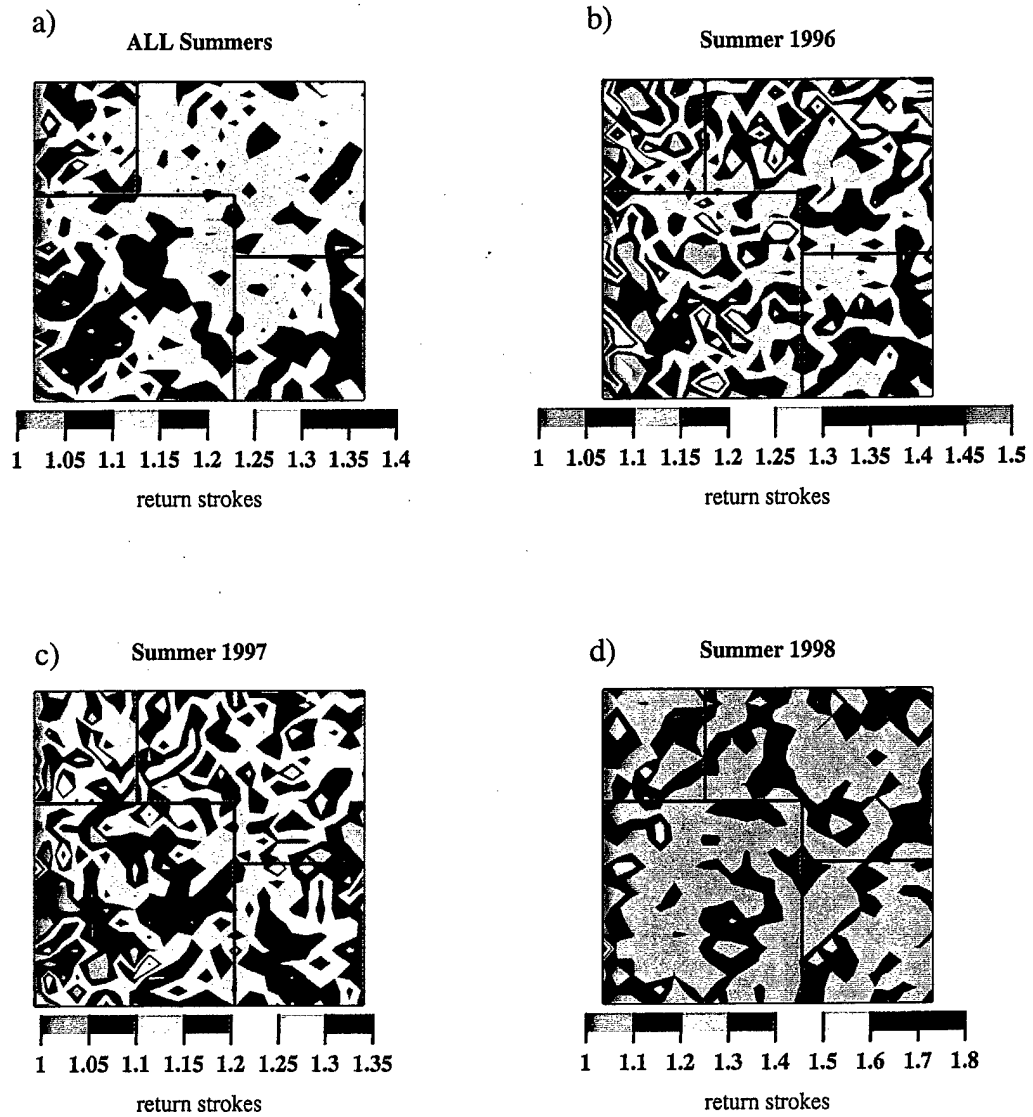 a)
ALL Summers
1 1.05 1.1 1.15 1.2 1.25 1.3 1.35 1.4
return strokes
b)
Summer 1996
1 1.05 1.1 1.15 1.2 1.25 1.3 1.35 1.4 1.45 1.5
return strokes
c)
Summer 1997
1 1.05 1.1 1.15 1.2 1.25 1.3 1.35
return strokes
d)
Summer 1998
1 1.1 1.2 1.3 1.4 1.5 1.6 1.7 1.8
return strokes